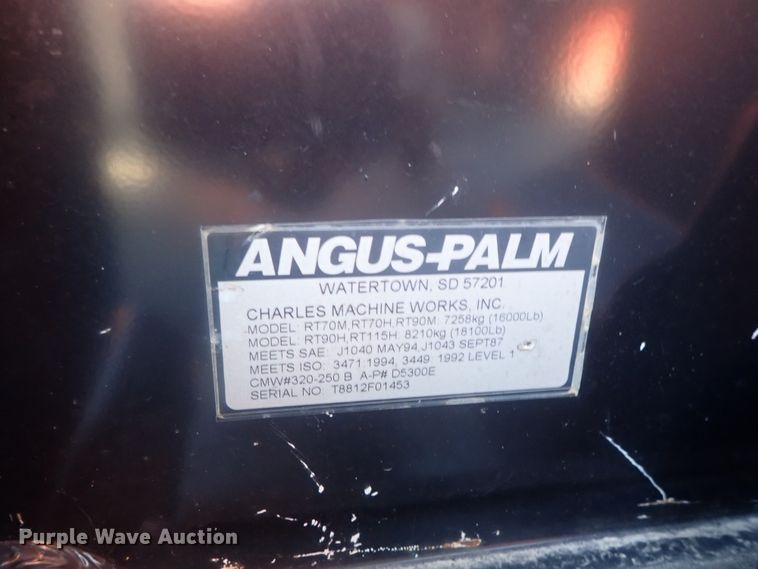 ANGUS-PALM
WATERTOWN, SD 57201
CHARLES MACHINE WORKS, INC.
MODEL: RT70M,RT70H,RT90M: 7258kg (16000Lb)
MODEL: RT90H,RT115H: 8210kg (18100Lb)
MEETS SAE: J1040 MAY94, J1043 SEPT87
MEETS ISO: 3471 1994, 3449 1992 LEVEL 1
CMW#320-250 B A-P# D5300E
SERIAL NO: T8812F01453
Purple Wave Auction